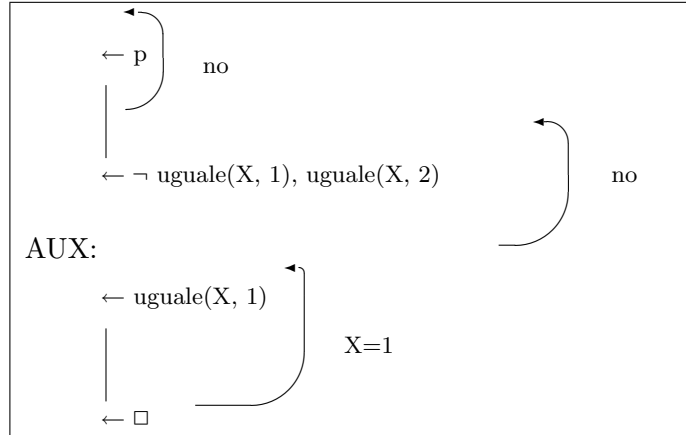 ← p
no
← ¬ uguale(X, 1), uguale(X, 2)
no
AUX:
← uguale(X, 1)
X=1
← □